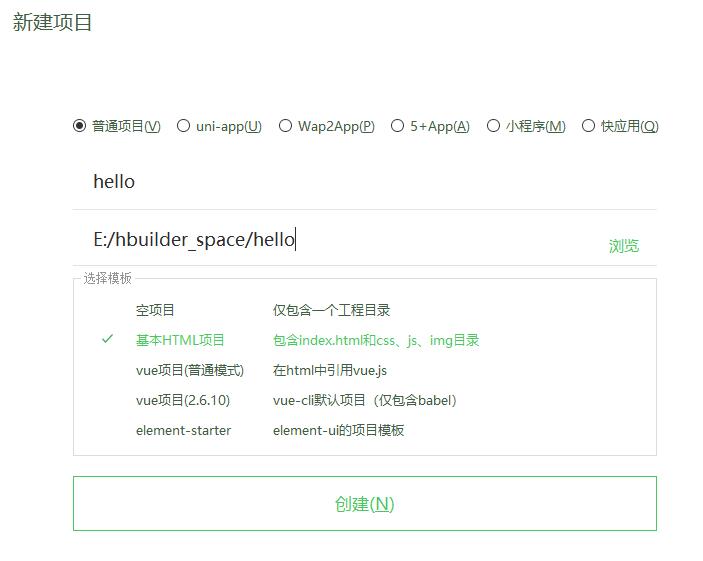 新建项目
普通项目(V) uni-app(U) Wap2App(P) 5+App(A) 小程序(M) 快应用(Q)
hello
E:/hbuilder_space/hello 浏览
选择模板
空项目 仅包含一个工程目录
基本HTML项目 包含index.html和css、js、img目录
vue项目(普通模式) 在html中引用vue.js
vue项目(2.6.10) vue-cli默认项目（仅包含babel）
element-starter element-ui的项目模板
创建(N)